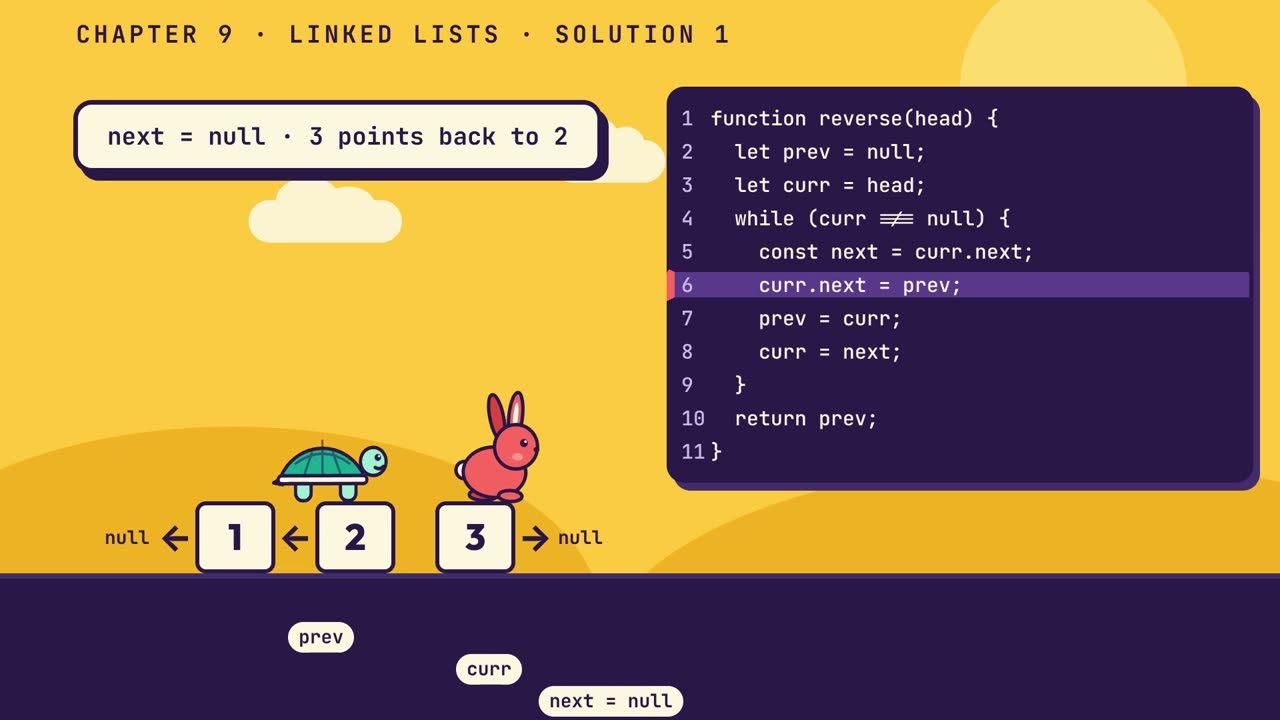 CHAPTER 9 · LINKED LISTS · SOLUTION 1
next = null · 3 points back to 2
1 function reverse(head) {
2   let prev = null;
3   let curr = head;
4   while (curr !== null) {
5     const next = curr.next;
6     curr.next = prev;
7     prev = curr;
8     curr = next;
9   }
10   return prev;
11 }
null ← 1 ← 2 3 → null
prev
curr
next = null